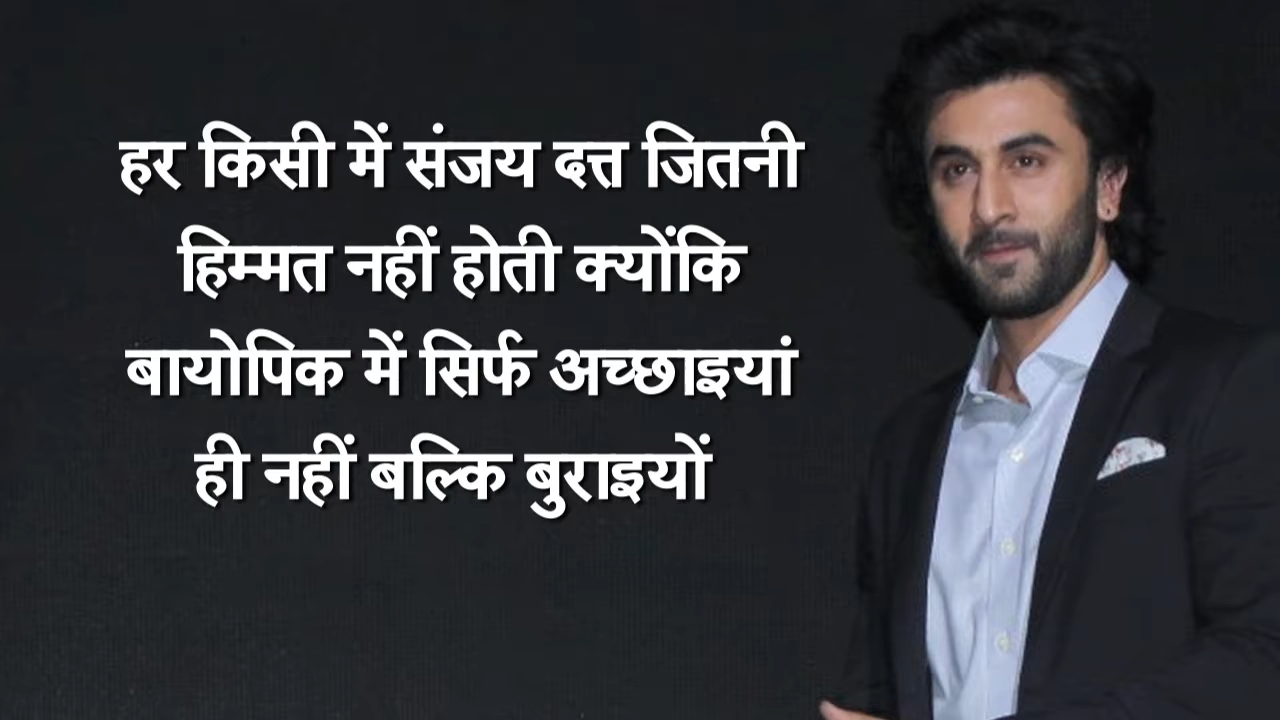 हर किसी में संजय दत्त जितनी
हिम्मत नहीं होती क्योंकि
बायोपिक में सिर्फ अच्छाइयां
ही नहीं बल्कि बुराइयों